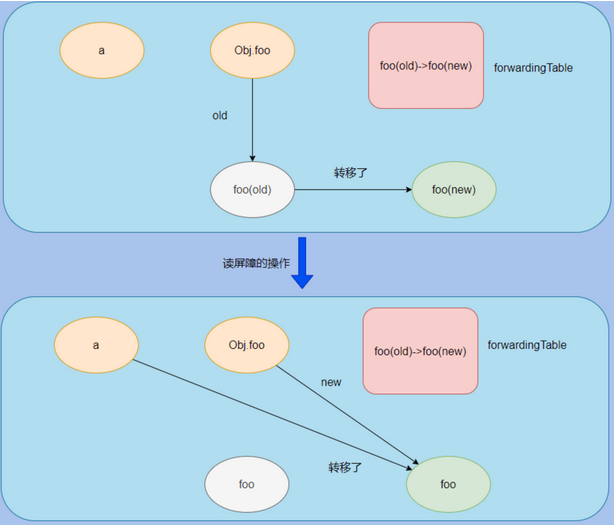 a
Obj.foo
foo(old)->foo(new)
forwardingTable
old
转移了
foo(old)
foo(new)
读屏障的操作
a
Obj.foo
foo(old)->foo(new)
forwardingTable
new
转移了
foo
foo